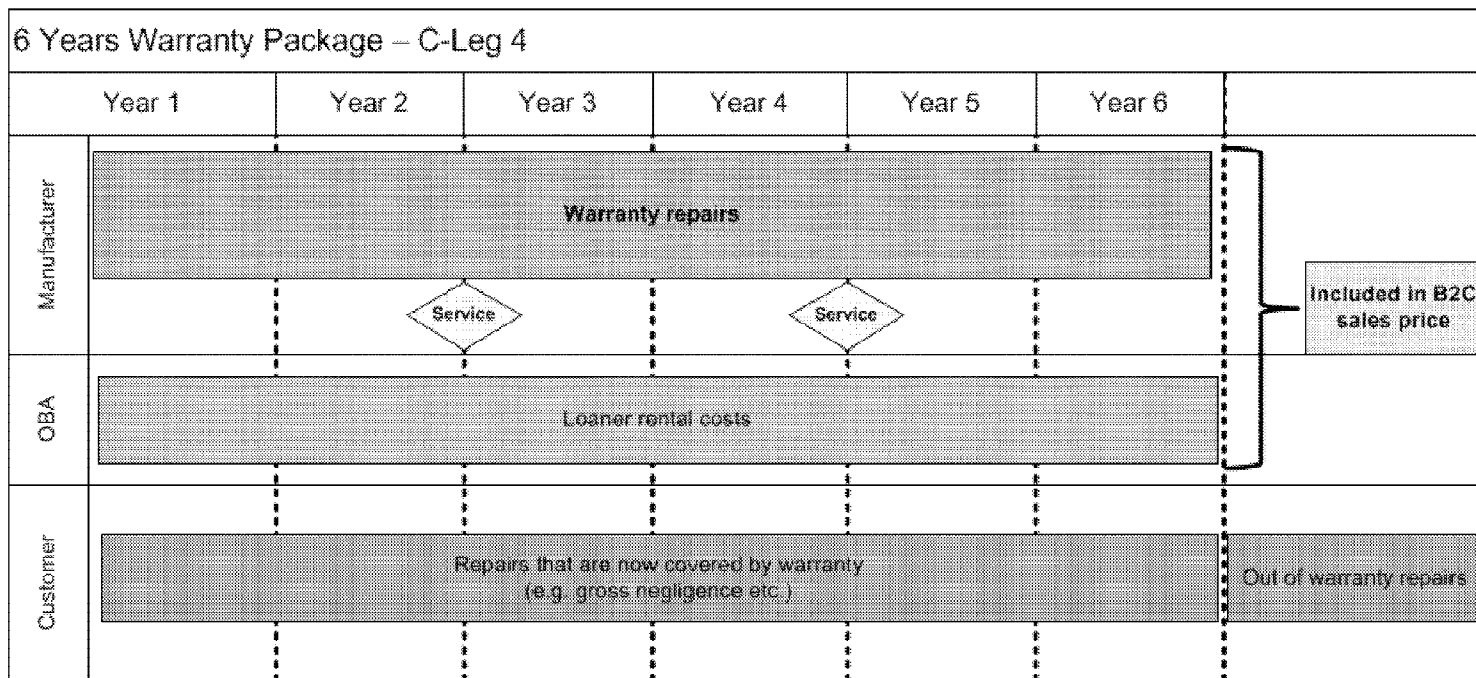 6 Years Warranty Package – C-Leg 4
Year 1
Year 2
Year 3
Year 4
Year 5
Year 6
Manufacturer
Warranty repairs
Service
Service
Included in B2C
sales price
OBA
Loaner rental costs
Customer
Repairs that are now covered by warranty
(e.g. gross negligence etc.)
Out of warranty repairs